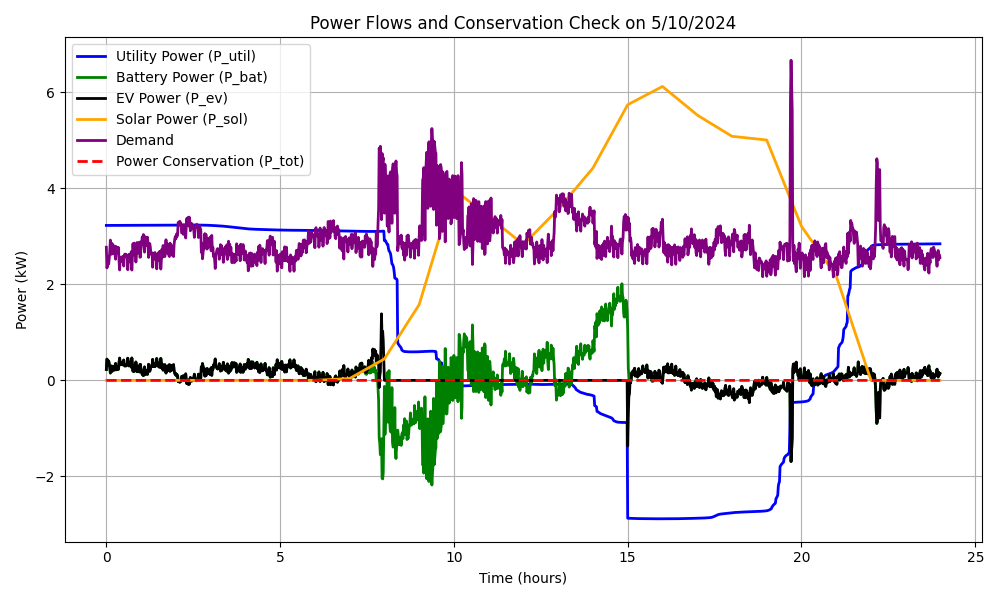 Power Flows and Conservation Check on 5/10/2024
Utility Power (P_util)
Battery Power (P_bat)
EV Power (P_ev)
Solar Power (P_sol)
Demand
Power Conservation (P_tot)
Power (kW)
6
4
2
0
−2
0
5
10
15
20
25
Time (hours)